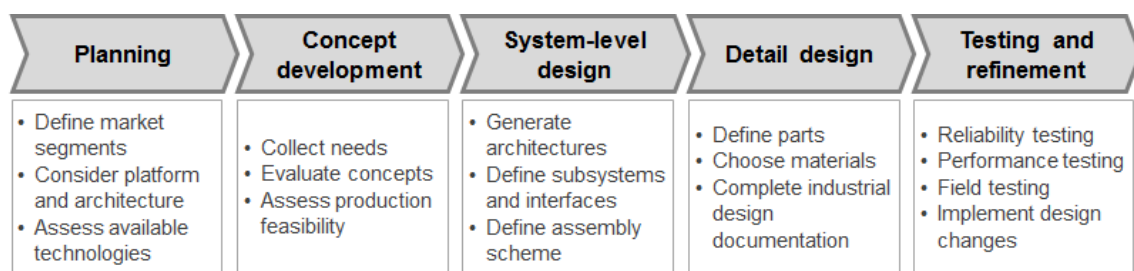 Planning
• Define market
segments
• Consider platform
and architecture
• Assess available
technologies
Concept
development
• Collect needs
• Evaluate concepts
• Assess production
feasibility
System-level
design
• Generate
architectures
• Define subsystems
and interfaces
• Define assembly
scheme
Detail design
• Define parts
• Choose materials
• Complete industrial
design
documentation
Testing and
refinement
• Reliability testing
• Performance testing
• Field testing
• Implement design
changes